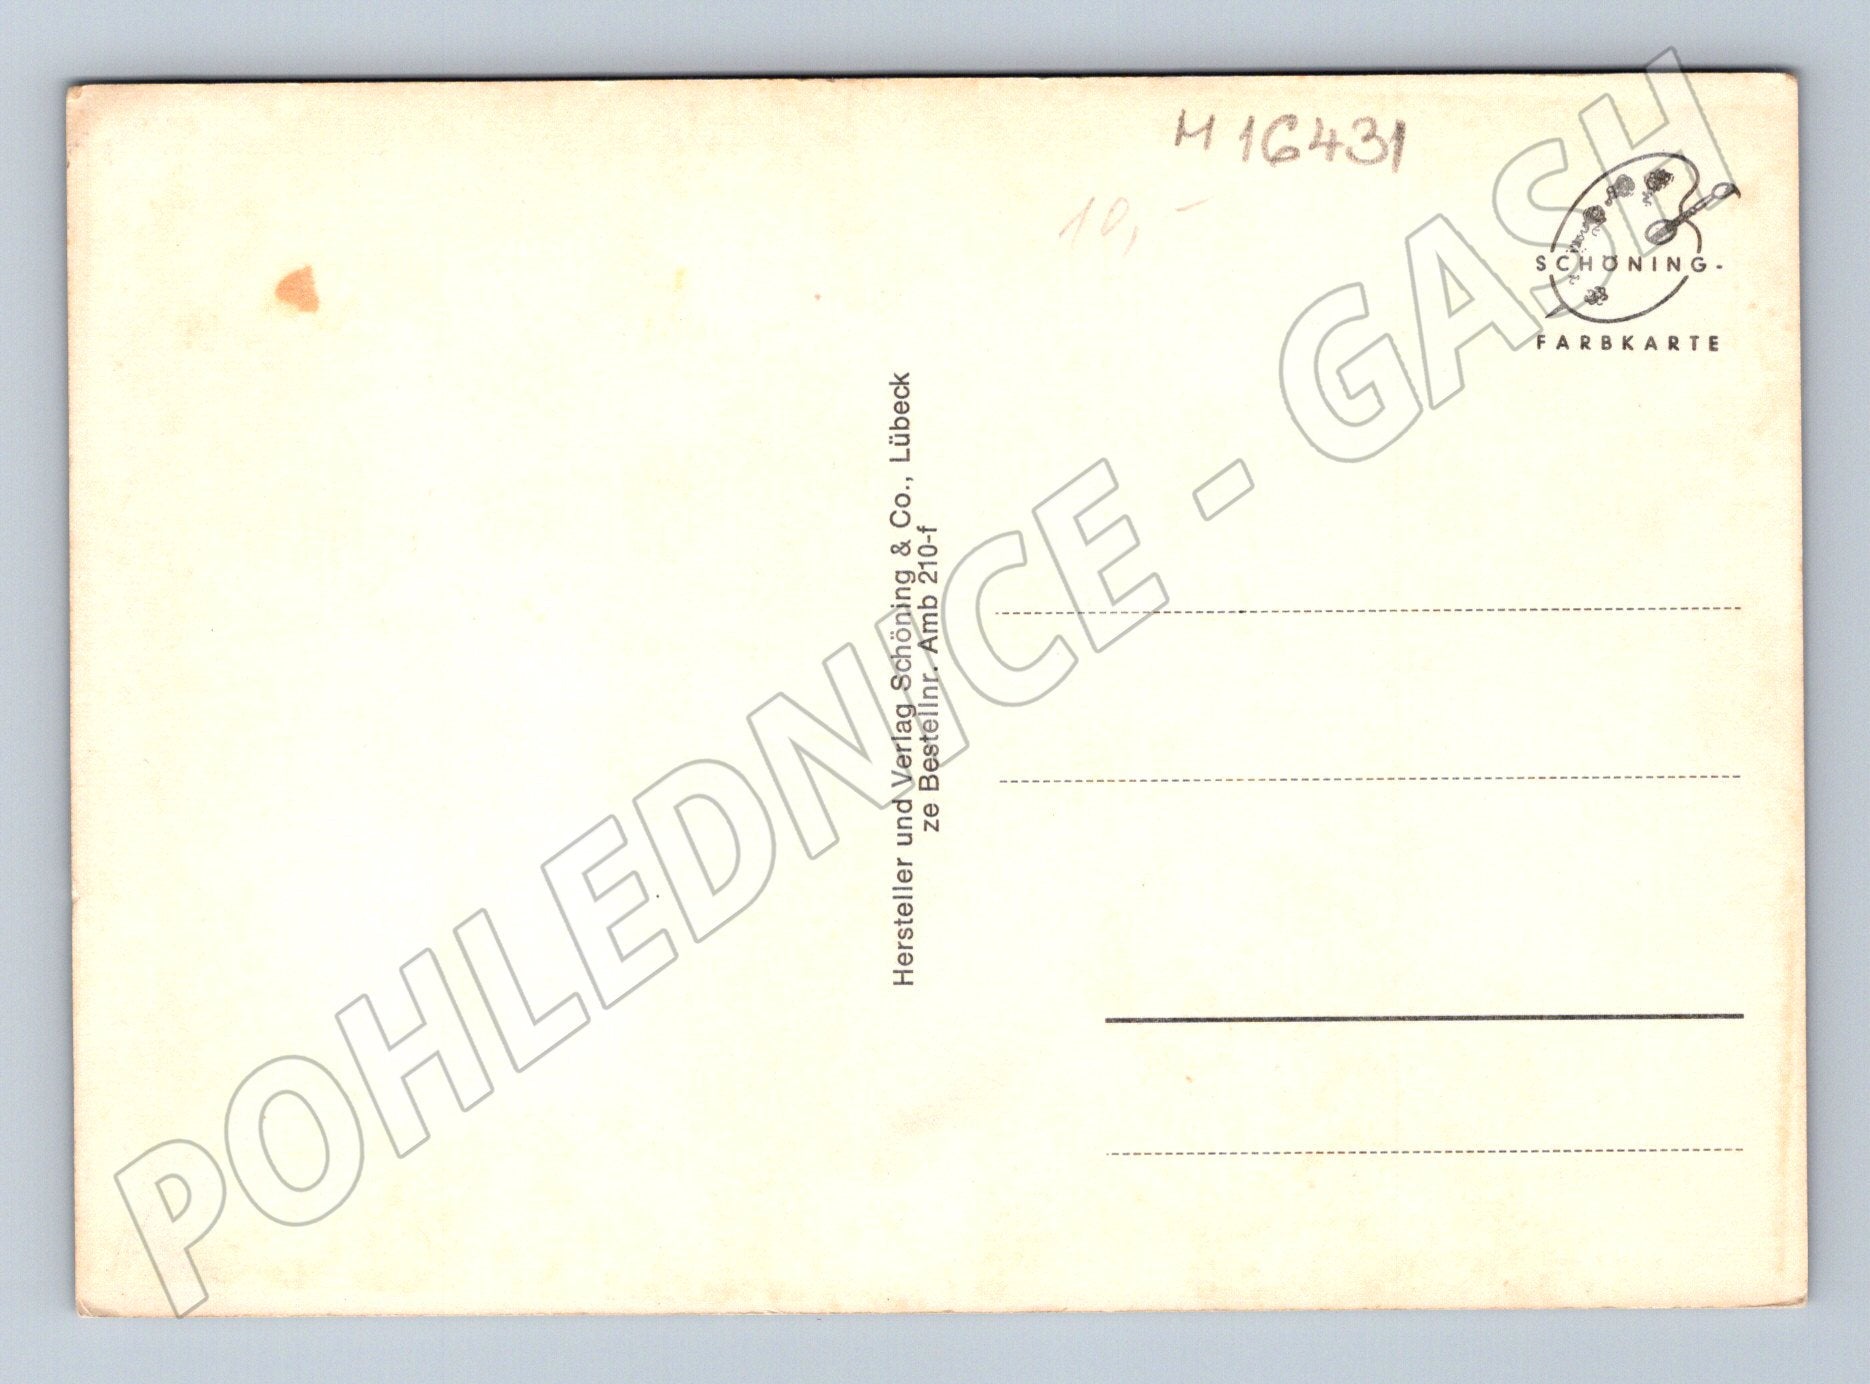 M 16431
10,-
SCHÖNING-
FARBKARTE
Hersteller und Verlag Schöning & Co., Lübeck
ze Bestellnr. Amb 210-f
POHLEDNICE - GASH